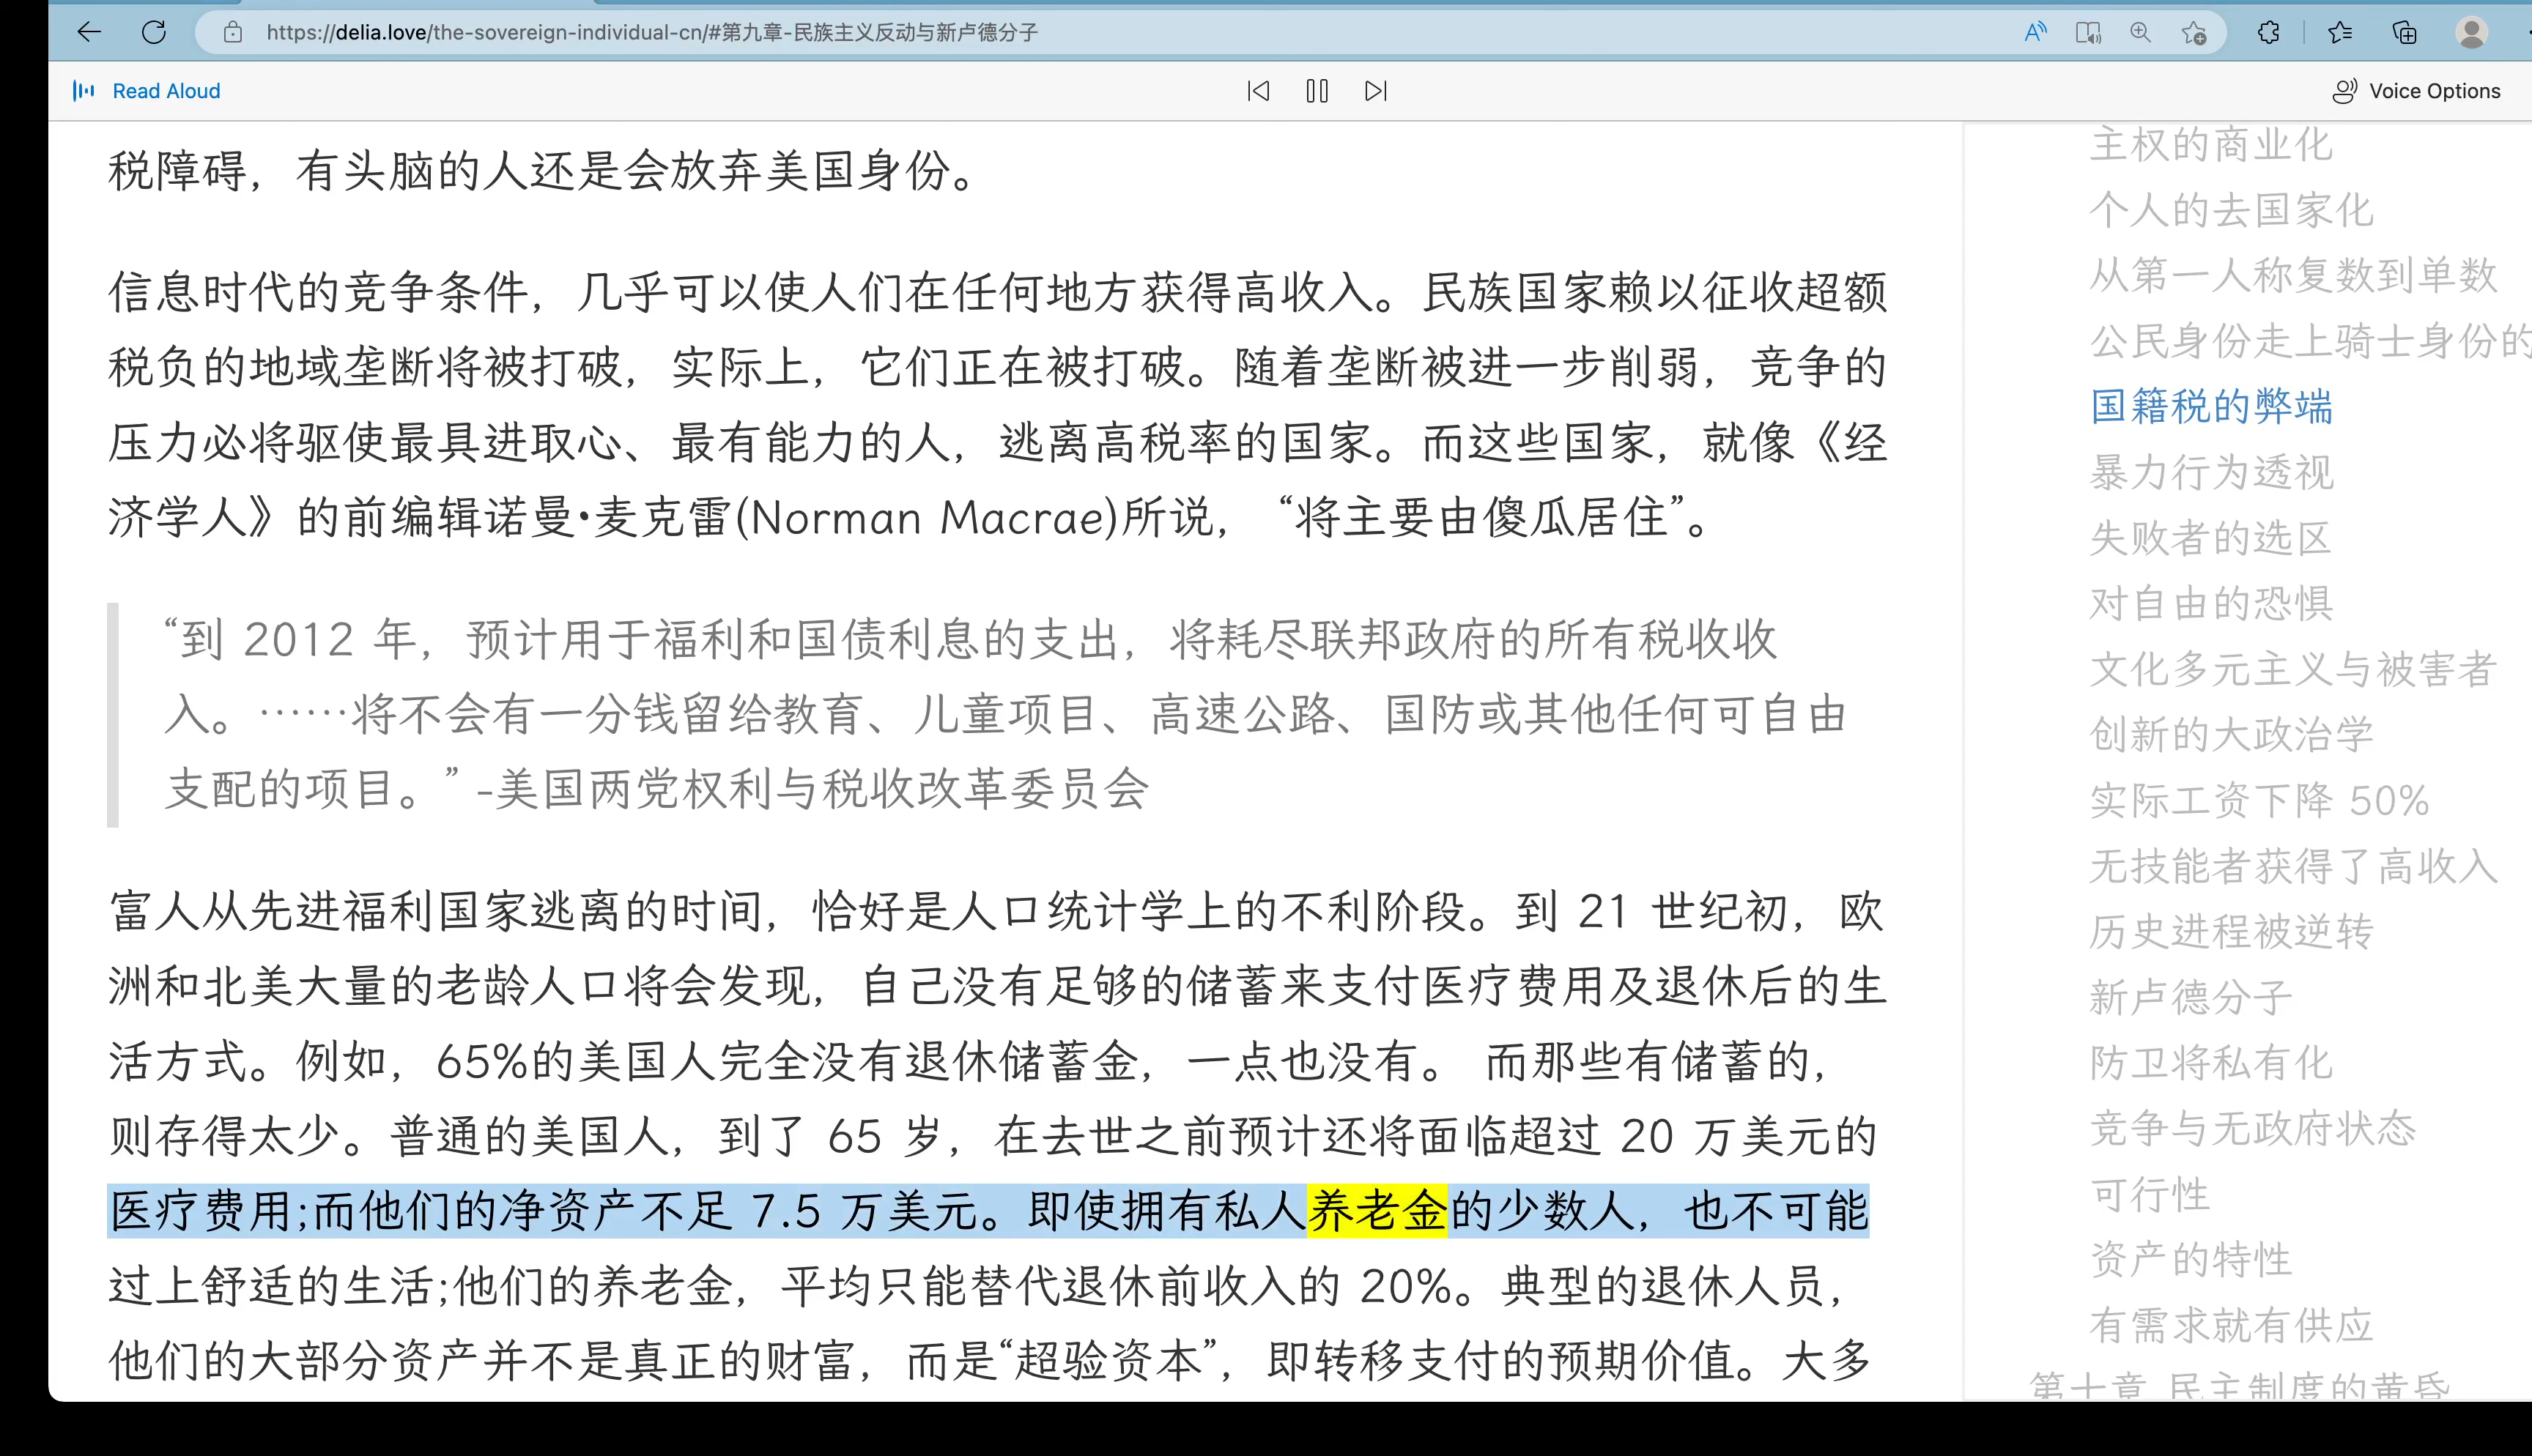 https://delia.love/the-sovereign-individual-cn/#第九章-民族主义反动与新卢德分子
Read Aloud
Voice Options
税障碍，有头脑的人还是会放弃美国身份。
信息时代的竞争条件，几乎可以使人们在任何地方获得高收入。民族国家赖以征收超额
税负的地域垄断将被打破，实际上，它们正在被打破。随着垄断被进一步削弱，竞争的
压力必将驱使最具进取心、最有能力的人，逃离高税率的国家。而这些国家，就像《经
济学人》的前编辑诺曼•麦克雷(Norman Macrae)所说，“将主要由傻瓜居住”。
“到 2012 年，预计用于福利和国债利息的支出，将耗尽联邦政府的所有税收收
入。······将不会有一分钱留给教育、儿童项目、高速公路、国防或其他任何可自由
支配的项目。” -美国两党权利与税收改革委员会
富人从先进福利国家逃离的时间，恰好是人口统计学上的不利阶段。到 21 世纪初，欧
洲和北美大量的老龄人口将会发现，自己没有足够的储蓄来支付医疗费用及退休后的生
活方式。例如，65%的美国人完全没有退休储蓄金，一点也没有。 而那些有储蓄的，
则存得太少。普通的美国人，到了 65 岁，在去世之前预计还将面临超过 20 万美元的
医疗费用;而他们的净资产不足 7.5 万美元。即使拥有私人养老金的少数人，也不可能
过上舒适的生活;他们的养老金，平均只能替代退休前收入的 20%。典型的退休人员，
他们的大部分资产并不是真正的财富，而是“超验资本”，即转移支付的预期价值。大多
主权的商业化
个人的去国家化
从第一人称复数到单数
公民身份走上骑士身份的
国籍税的弊端
暴力行为透视
失败者的选区
对自由的恐惧
文化多元主义与被害者
创新的大政治学
实际工资下降 50%
无技能者获得了高收入
历史进程被逆转
新卢德分子
防卫将私有化
竞争与无政府状态
可行性
资产的特性
有需求就有供应
第十章 民主制度的黄昏